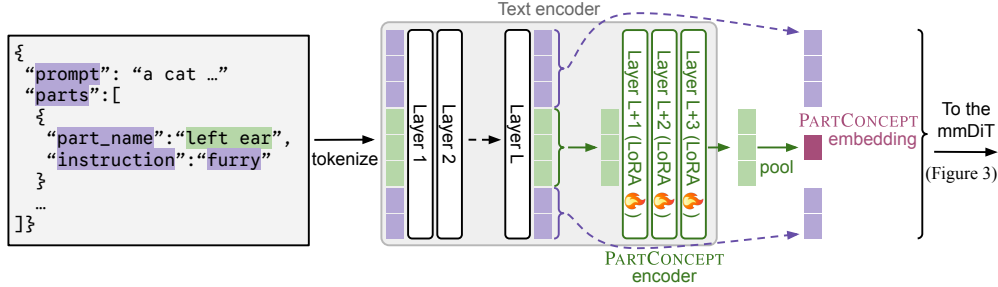 Text encoder
{
"prompt": "a cat …"
"parts":[
{
"part_name":"left ear",
"instruction":"furry"
}
…
]}
tokenize
Layer 1
Layer 2
Layer L
Layer L+1 (LoRA🔥)
Layer L+2 (LoRA🔥)
Layer L+3 (LoRA🔥)
PARTCONCEPT
encoder
pool
PARTCONCEPT
embedding
To the
mmDiT
(Figure 3)